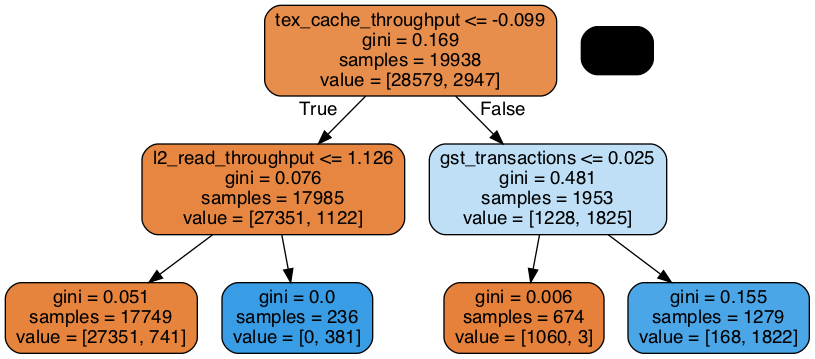 tex_cache_throughput <= -0.099
gini = 0.169
samples = 19938
value = [28579, 2947]
True
False
l2_read_throughput <= 1.126
gini = 0.076
samples = 17985
value = [27351, 1122]
gst_transactions <= 0.025
gini = 0.481
samples = 1953
value = [1228, 1825]
gini = 0.051
samples = 17749
value = [27351, 741]
gini = 0.0
samples = 236
value = [0, 381]
gini = 0.006
samples = 674
value = [1060, 3]
gini = 0.155
samples = 1279
value = [168, 1822]